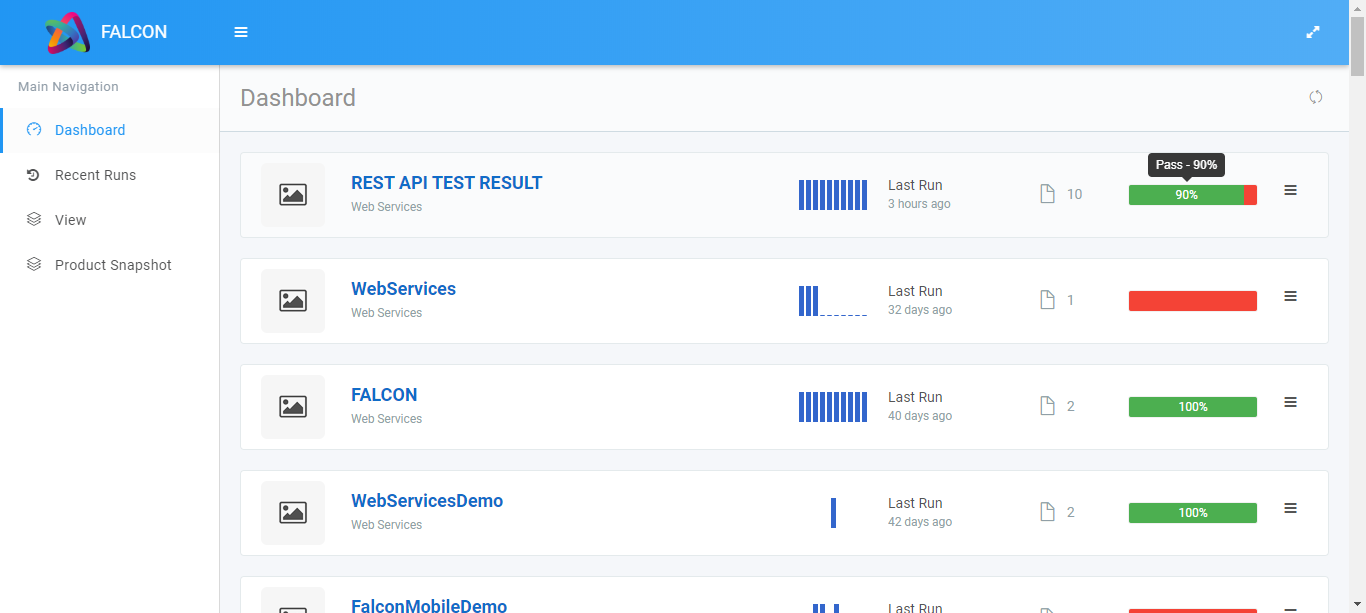 FALCON
Main Navigation
Dashboard
Recent Runs
View
Product Snapshot
Dashboard
Pass - 90%
REST API TEST RESULT
Web Services
Last Run
3 hours ago
10
90%
WebServices
Web Services
Last Run
32 days ago
1
FALCON
Web Services
Last Run
40 days ago
2
100%
WebServicesDemo
Web Services
Last Run
42 days ago
2
100%
FalconMobileDemo
Last Run